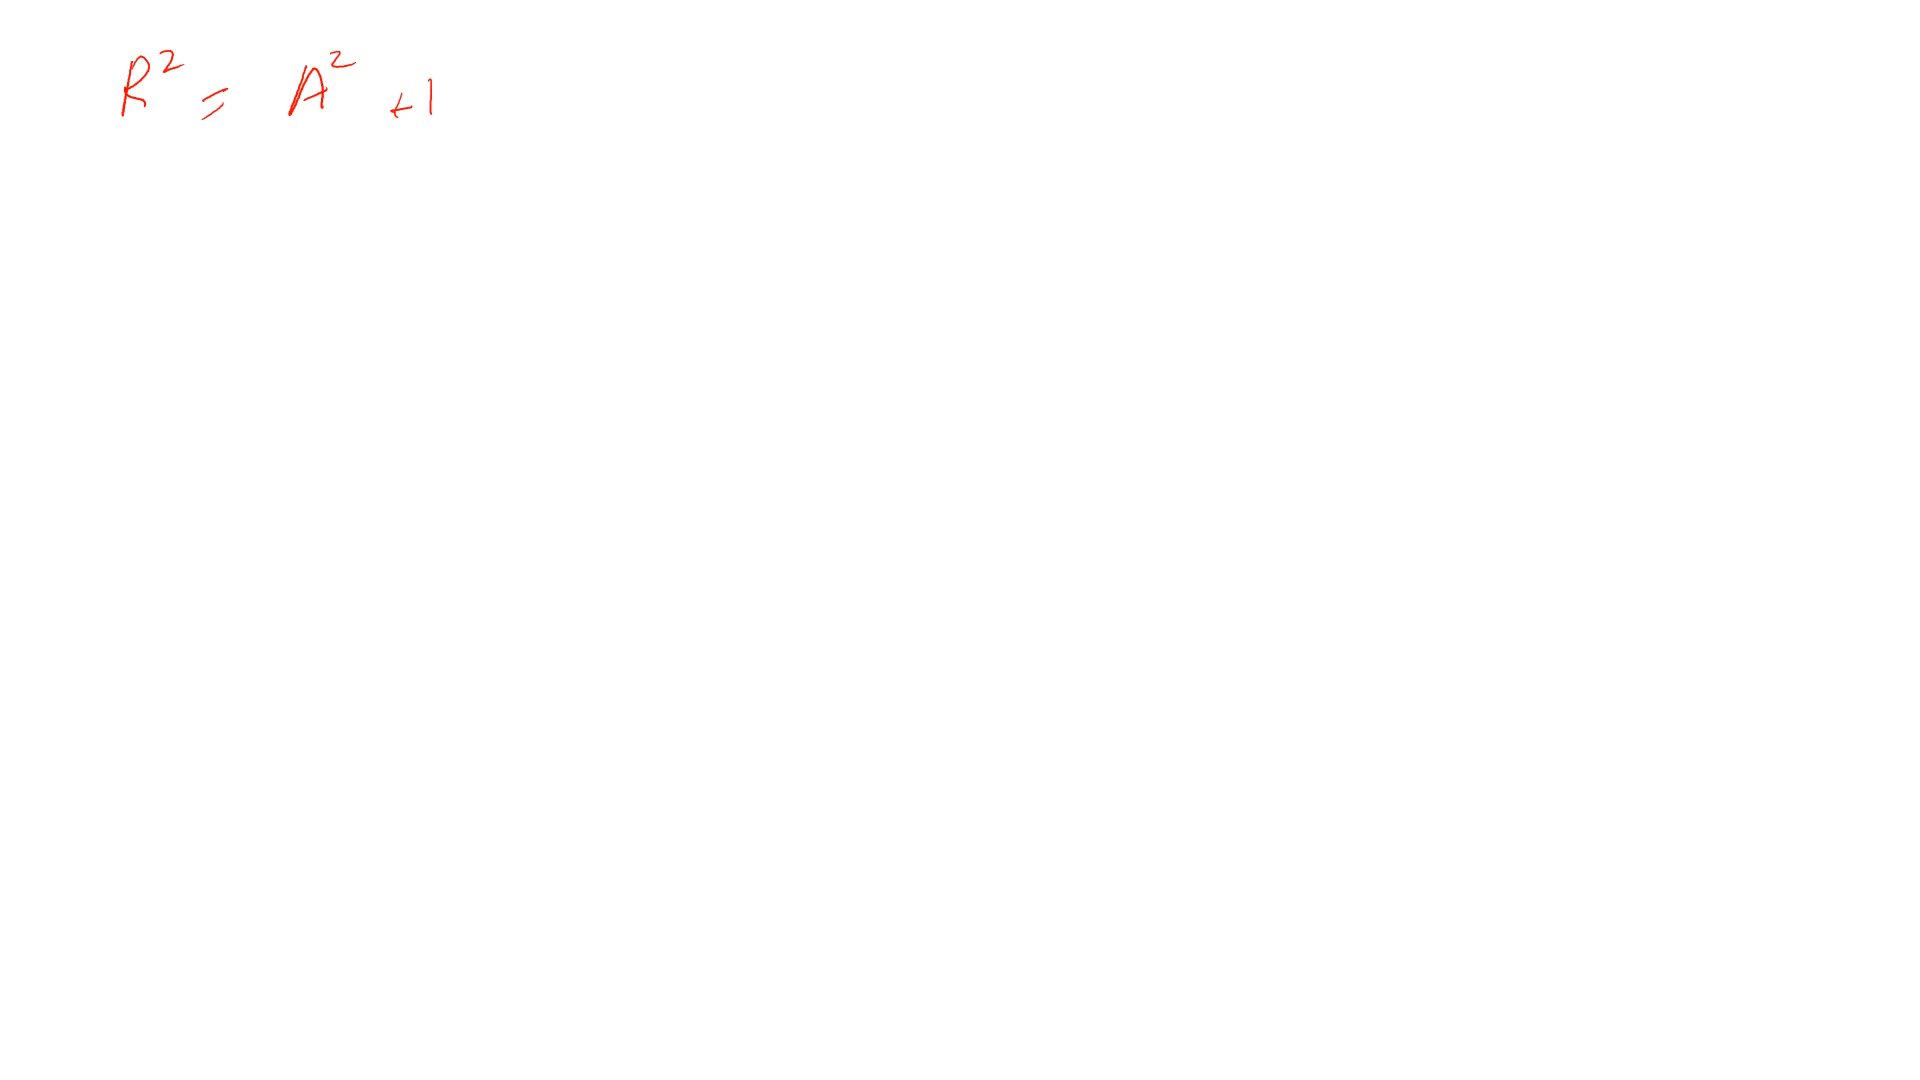 R² = A² + 1